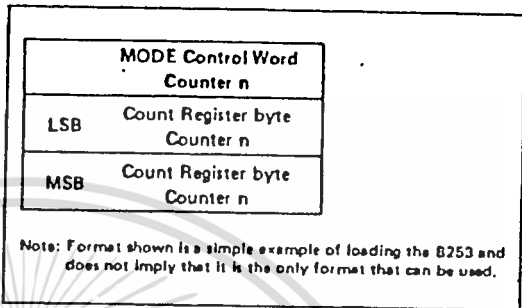 MODE Control Word
Counter n
LSB Count Register byte
Counter n
MSB Count Register byte
Counter n
Note: Format shown is a simple example of loading the 8253 and
does not imply that it is the only format that can be used.